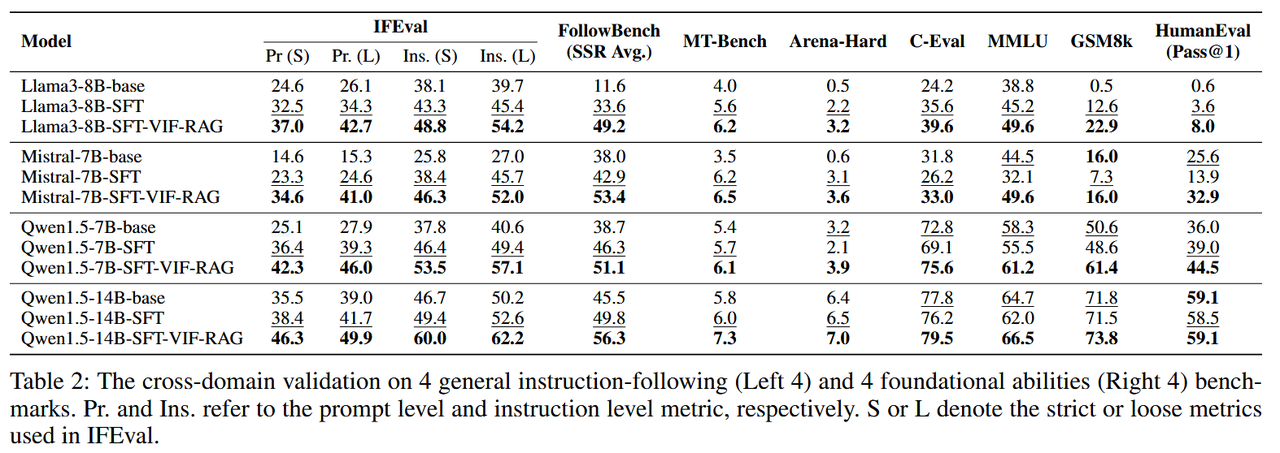 Model IFEval FollowBench (SSR Avg.) MT-Bench Arena-Hard C-Eval MMLU GSM8k HumanEval (Pass@1)
Pr (S) Pr. (L) Ins. (S) Ins. (L)
Llama3-8B-base 24.6 26.1 38.1 39.7 11.6 4.0 0.5 24.2 38.8 0.5 0.6
Llama3-8B-SFT 32.5 34.3 43.3 45.4 33.6 5.6 2.2 35.6 45.2 12.6 3.6
Llama3-8B-SFT-VIF-RAG 37.0 42.7 48.8 54.2 49.2 6.2 3.2 39.6 49.6 22.9 8.0
Mistral-7B-base 14.6 15.3 25.8 27.0 38.0 3.5 0.6 31.8 44.5 16.0 25.6
Mistral-7B-SFT 23.3 24.6 38.4 45.7 42.9 6.2 3.1 26.2 32.1 7.3 13.9
Mistral-7B-SFT-VIF-RAG 34.6 41.0 46.3 52.0 53.4 6.5 3.6 33.0 49.6 16.0 32.9
Qwen1.5-7B-base 25.1 27.9 37.8 40.6 38.7 5.4 3.2 72.8 58.3 50.6 36.0
Qwen1.5-7B-SFT 36.4 39.3 46.4 49.4 46.3 5.7 2.1 69.1 55.5 48.6 39.0
Qwen1.5-7B-SFT-VIF-RAG 42.3 46.0 53.5 57.1 51.1 6.1 3.9 75.6 61.2 61.4 44.5
Qwen1.5-14B-base 35.5 39.0 46.7 50.2 45.5 5.8 6.4 77.8 64.7 71.8 59.1
Qwen1.5-14B-SFT 38.4 41.7 49.4 52.6 49.8 6.0 6.5 76.2 62.0 71.5 58.5
Qwen1.5-14B-SFT-VIF-RAG 46.3 49.9 60.0 62.2 56.3 7.3 7.0 79.5 66.5 73.8 59.1
Table 2: The cross-domain validation on 4 general instruction-following (Left 4) and 4 foundational abilities (Right 4) bench-
marks. Pr. and Ins. refer to the prompt level and instruction level metric, respectively. S or L denote the strict or loose metrics
used in IFEval.